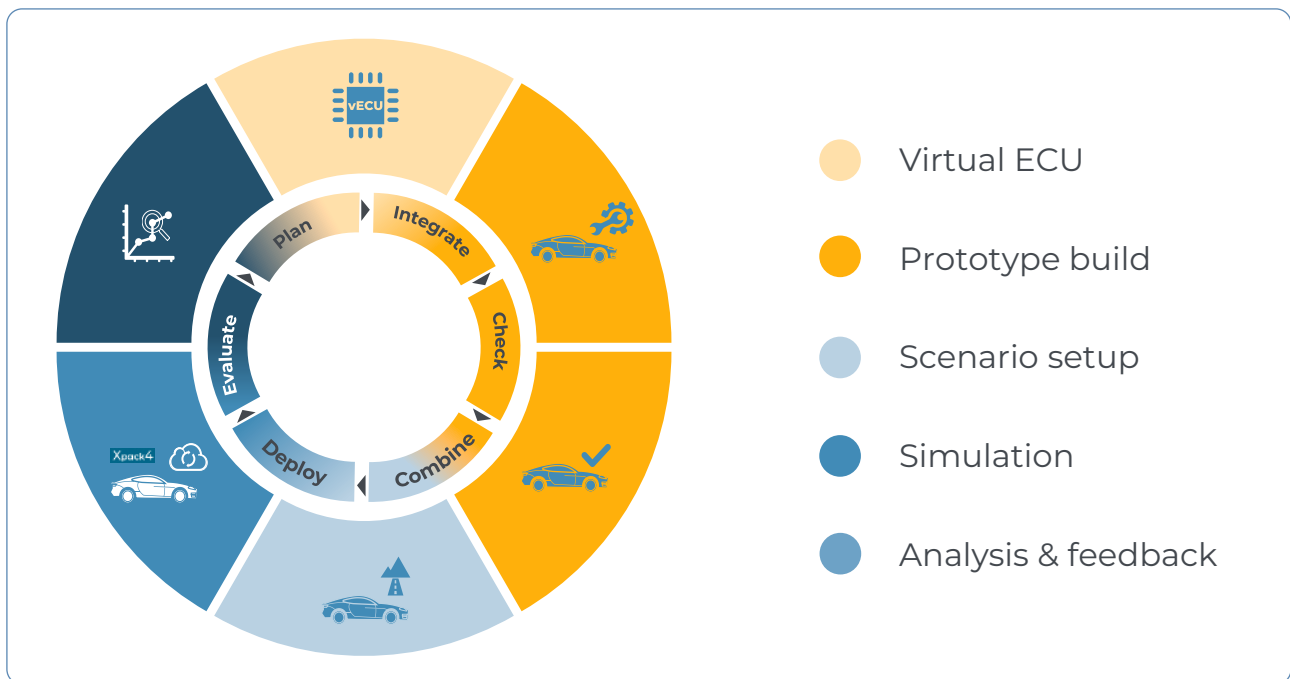 vECU
Plan
Integrate
Check
Combine
Deploy
Evaluate
Xpack4
Virtual ECU
Prototype build
Scenario setup
Simulation
Analysis & feedback